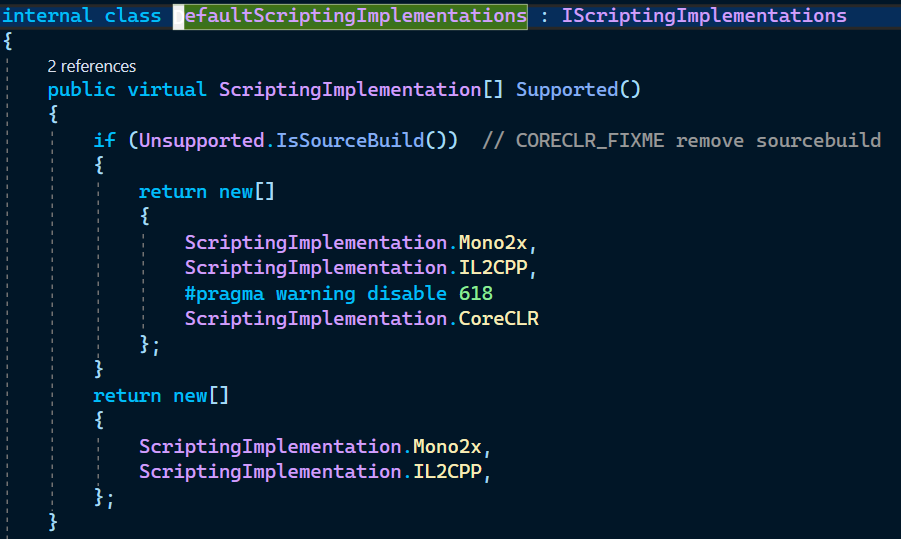 internal class DefaultScriptingImplementations : IScriptingImplementations
{
2 references
public virtual ScriptingImplementation[] Supported()
{
if (Unsupported.IsSourceBuild())  // CORECLR_FIXME remove sourcebuild
{
return new[]
{
ScriptingImplementation.Mono2x,
ScriptingImplementation.IL2CPP,
#pragma warning disable 618
ScriptingImplementation.CoreCLR
};
}
return new[]
{
ScriptingImplementation.Mono2x,
ScriptingImplementation.IL2CPP,
};
}